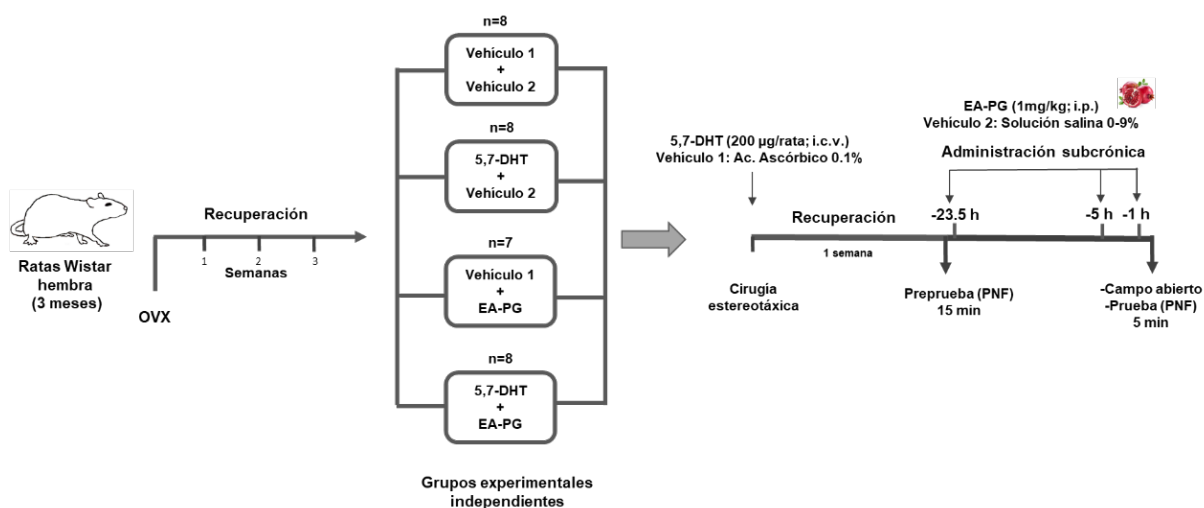 Ratas Wistar
hembra
(3 meses)
OVX
Recuperación
1
2
3
Semanas
n=8
Vehículo 1
+
Vehículo 2
n=8
5,7-DHT
+
Vehículo 2
n=7
Vehículo 1
+
EA-PG
n=8
5,7-DHT
+
EA-PG
Grupos experimentales
independientes
5,7-DHT (200 µg/rata; i.c.v.)
Vehículo 1: Ac. Ascórbico 0.1%
EA-PG (1mg/kg; i.p.)
Vehículo 2: Solución salina 0-9%
Administración subcrónica
Recuperación
-23.5 h
-5 h
-1 h
1 semana
Cirugía
estereotáxica
Preprueba (PNF)
15 min
-Campo abierto
-Prueba (PNF)
5 min